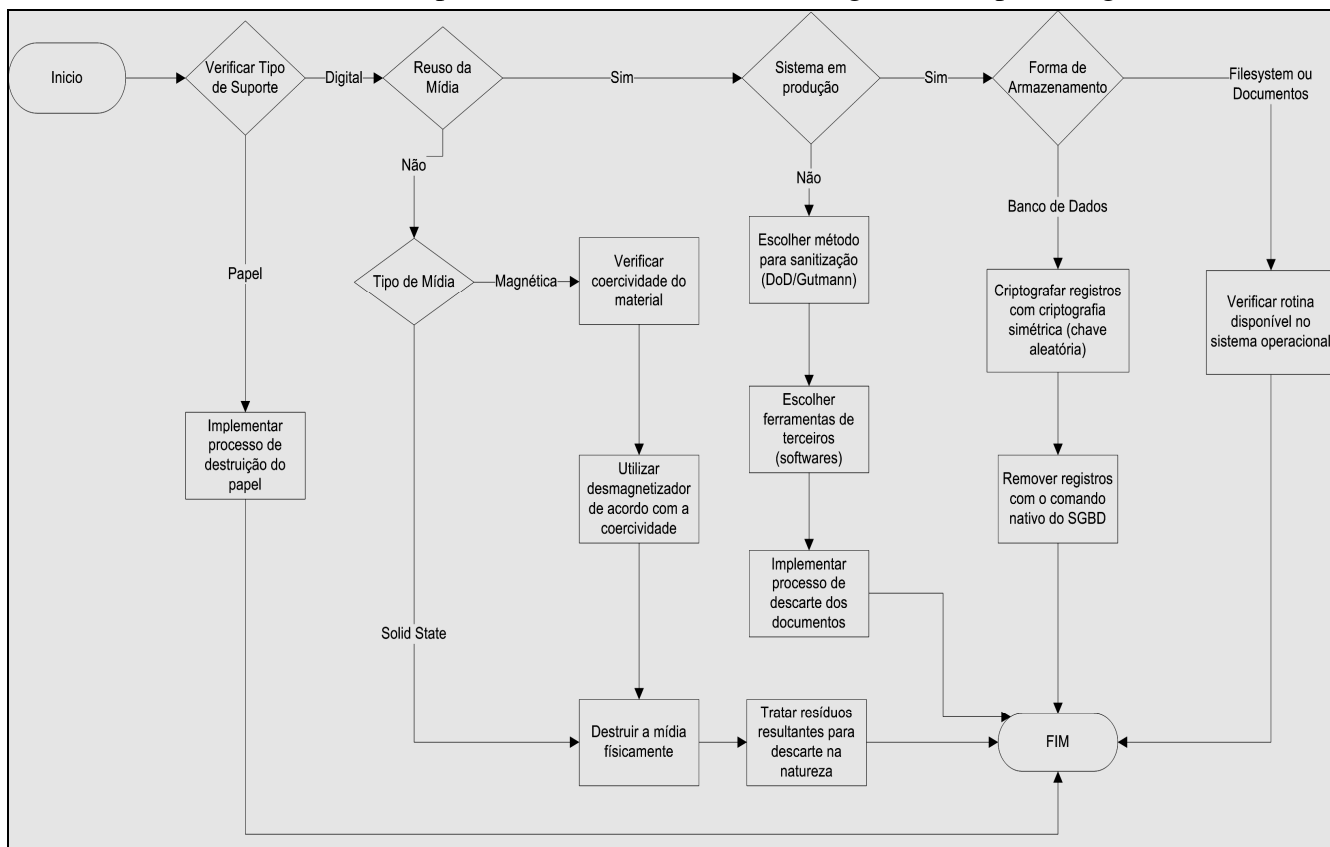 Inicio
Verificar Tipo
de Suporte
Digital
Reuso da
Mídia
Sim
Sistema em
produção
Sim
Forma de
Armazenamento
Filesystem ou
Documentos
Não
Não
Banco de Dados
Papel
Tipo de Mídia
Magnética
Verificar
coercividade do
material
Escolher método
para sanitização
(DoD/Gutmann)
Criptografar registros
com criptografia
simétrica (chave
aleatória)
Verificar rotina
disponível no
sistema operacional
Implementar
processo de
destruição do
papel
Utilizar
desmagnetizador
de acordo com a
coercividade
Escolher
ferramentas de
terceiros
(softwares)
Remover registros
com o comando
nativo do SGBD
Implementar
processo de
descarte dos
documentos
Solid State
Destruir a mídia
físicamente
Tratar resíduos
resultantes para
descarte na
natureza
FIM